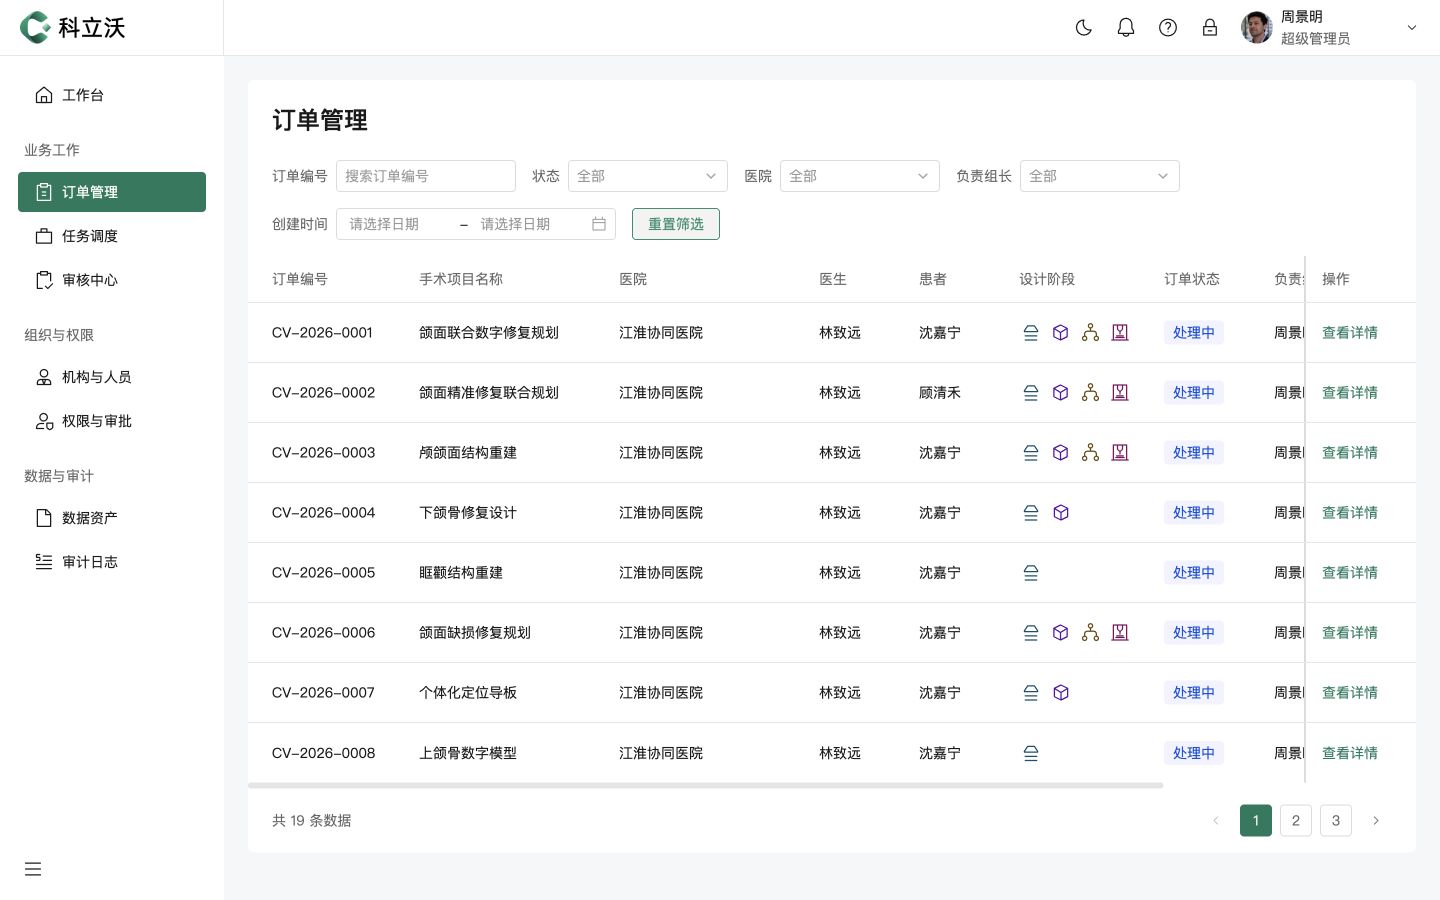 科立沃
周景明
超级管理员
工作台
业务工作
订单管理
任务调度
审核中心
组织与权限
机构与人员
权限与审批
数据与审计
数据资产
审计日志
订单管理
订单编号 搜索订单编号 状态 全部 医院 全部 负责组长 全部
创建时间 请选择日期 – 请选择日期 重置筛选
订单编号 手术项目名称 医院 医生 患者 设计阶段 订单状态 负责 操作
CV-2026-0001 颌面联合数字修复规划 江淮协同医院 林致远 沈嘉宁 处理中 周景 查看详情
CV-2026-0002 颌面精准修复联合规划 江淮协同医院 林致远 顾清禾 处理中 周景 查看详情
CV-2026-0003 颅颌面结构重建 江淮协同医院 林致远 沈嘉宁 处理中 周景 查看详情
CV-2026-0004 下颌骨修复设计 江淮协同医院 林致远 沈嘉宁 处理中 周景 查看详情
CV-2026-0005 眶颧结构重建 江淮协同医院 林致远 沈嘉宁 处理中 周景 查看详情
CV-2026-0006 颌面缺损修复规划 江淮协同医院 林致远 沈嘉宁 处理中 周景 查看详情
CV-2026-0007 个体化定位导板 江淮协同医院 林致远 沈嘉宁 处理中 周景 查看详情
CV-2026-0008 上颌骨数字模型 江淮协同医院 林致远 沈嘉宁 处理中 周景 查看详情
共 19 条数据 1 2 3